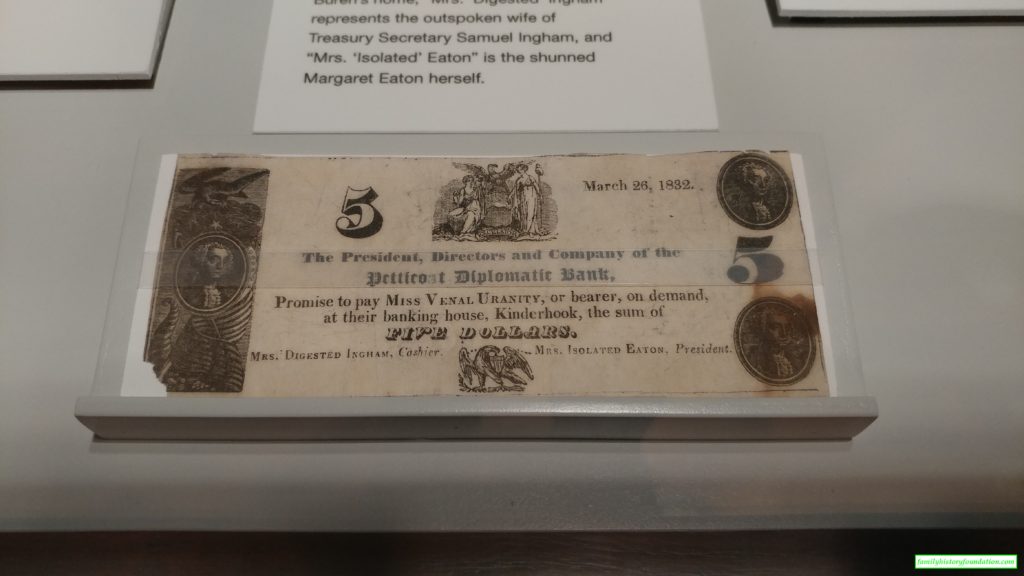 Buren's home, "Mrs. 'Digested' Ingham"
represents the outspoken wife of
Treasury Secretary Samuel Ingham, and
"Mrs. 'Isolated' Eaton" is the shunned
Margaret Eaton herself.
5
March 26, 1832.
The President, Directors and Company of the
Petticoat Diplomatic Bank,
5
Promise to pay Miss Venal Uranity, or bearer, on demand,
at their banking house, Kinderhook, the sum of
FIVE DOLLARS.
Mrs. Digested Ingham, Cashier.
Mrs. Isolated Eaton, President.
familyhistoryfoundation.com